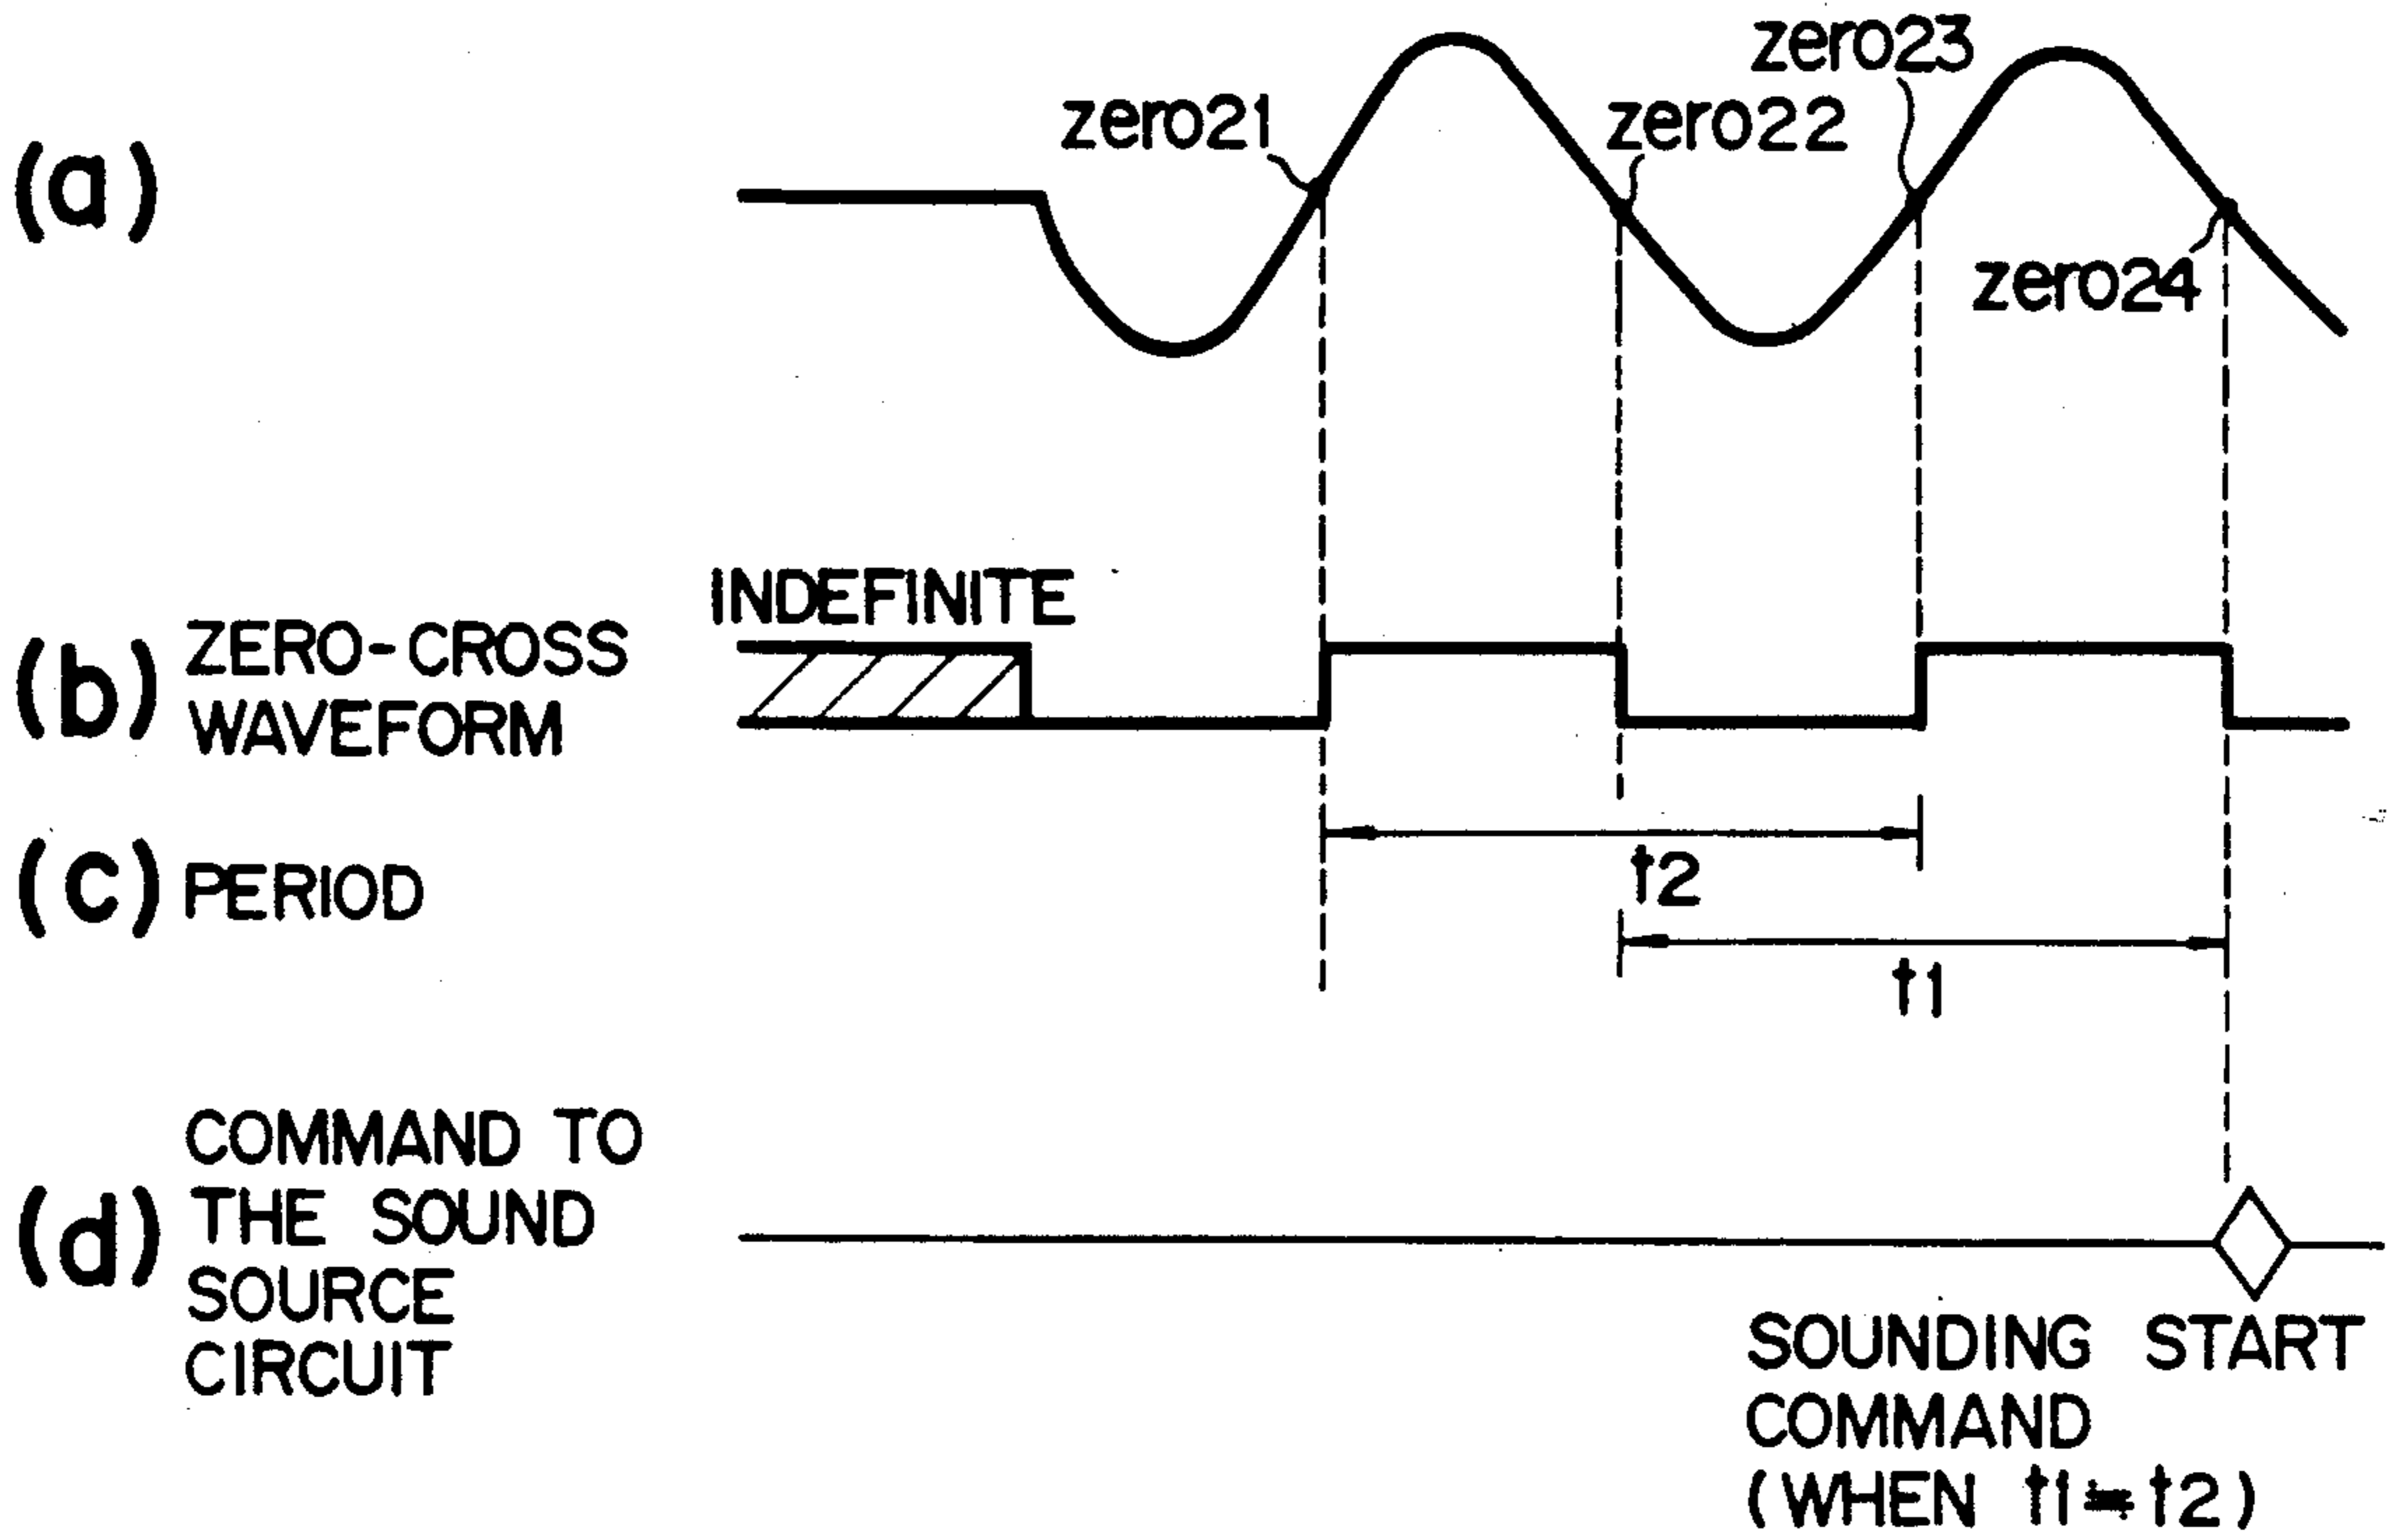 zero23
zero21
zero22
(a)
zero24
INDEFINITE
(b) ZERO-CROSS
WAVEFORM
(c) PERIOD
t2
t1
COMMAND TO
(d) THE SOUND
SOURCE
CIRCUIT
SOUNDING START
COMMAND
(WHEN t1≒t2)